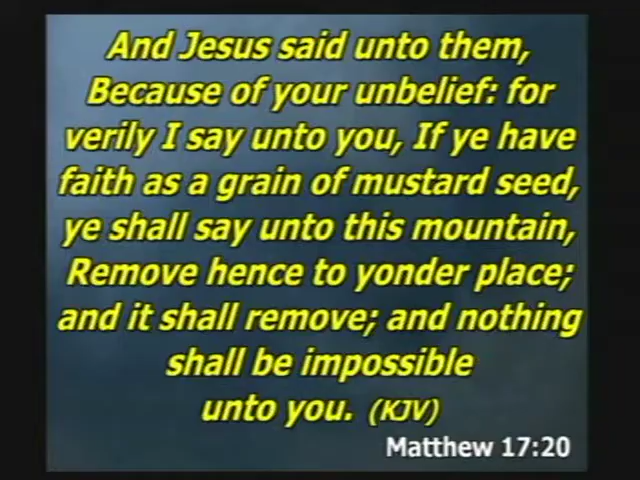 And Jesus said unto them,
Because of your unbelief: for
verily I say unto you, If ye have
faith as a grain of mustard seed,
ye shall say unto this mountain,
Remove hence to yonder place;
and it shall remove; and nothing
shall be impossible
unto you. (KJV)
Matthew 17:20